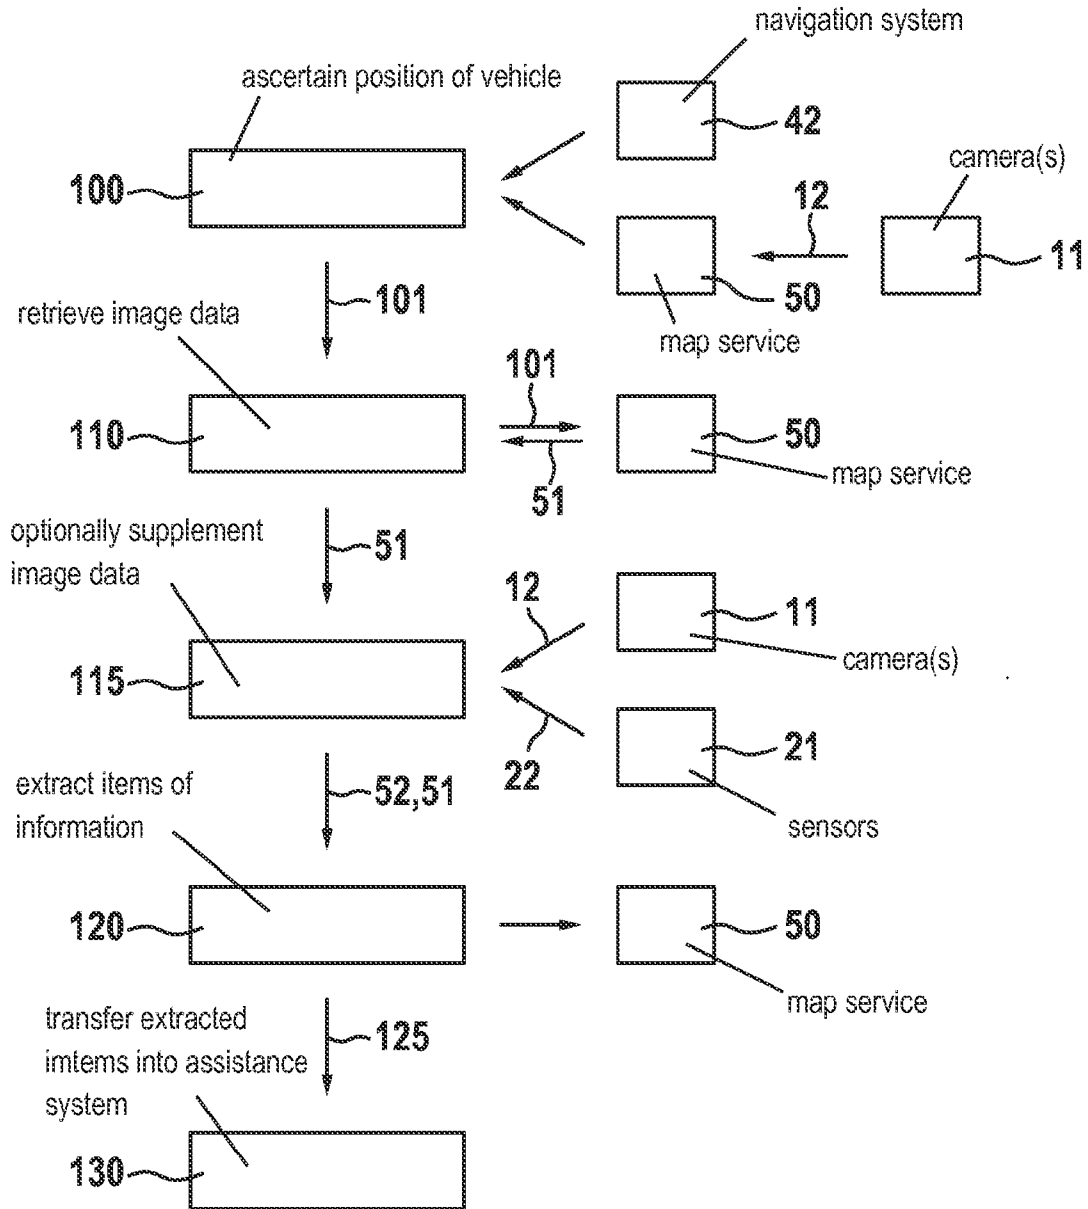 navigation system
ascertain position of vehicle
42
camera(s)
100
12
11
50
101
retrieve image data
map service
101
110
50
51
map service
optionally supplement
image data
51
12
11
camera(s)
115
21
22
extract items of
information
52,51
sensors
120
50
map service
transfer extracted
imtems into assistance
system
125
130